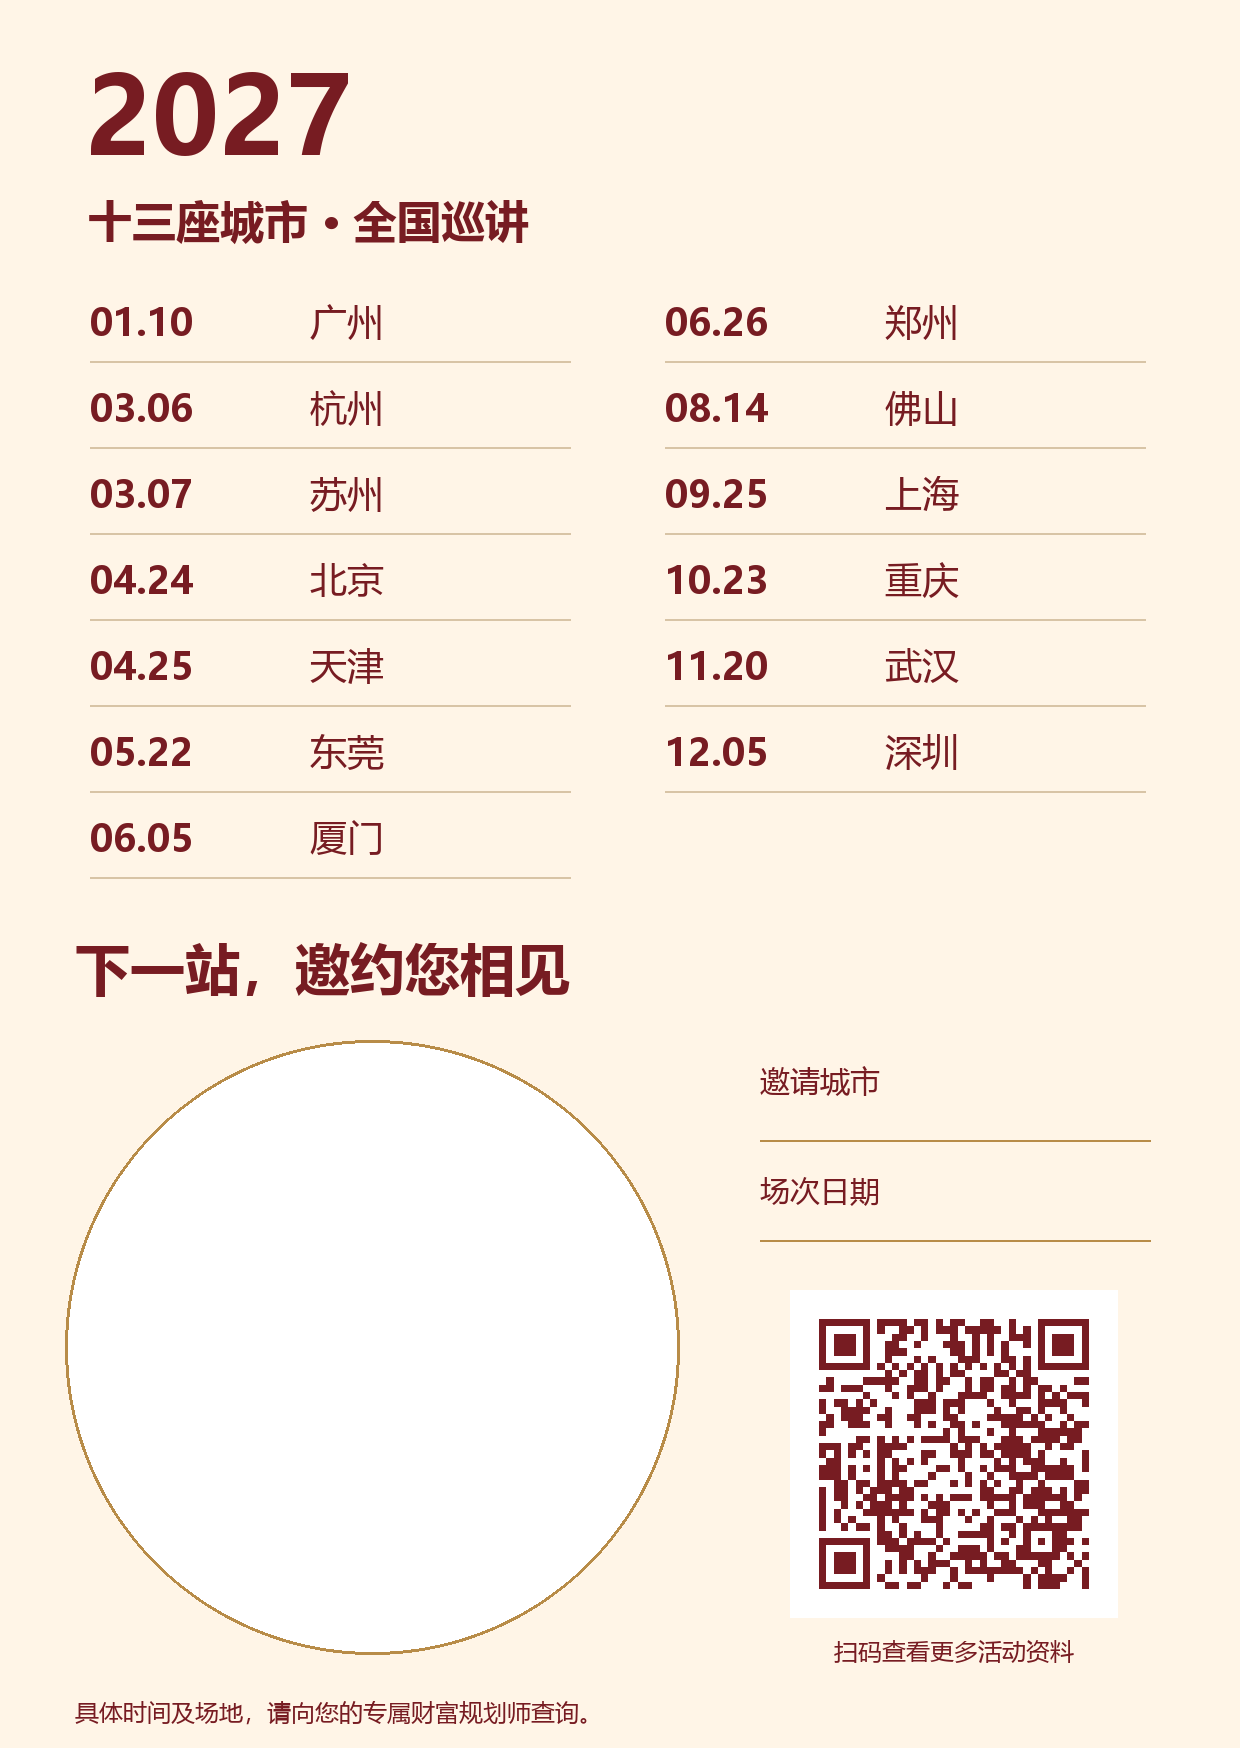 2027
十三座城市·全国巡讲
01.10 广州
03.06 杭州
03.07 苏州
04.24 北京
04.25 天津
05.22 东莞
06.05 厦门
06.26 郑州
08.14 佛山
09.25 上海
10.23 重庆
11.20 武汉
12.05 深圳
下一站，邀约您相见
邀请城市
场次日期
扫码查看更多活动资料
具体时间及场地，请向您的专属财富规划师查询。